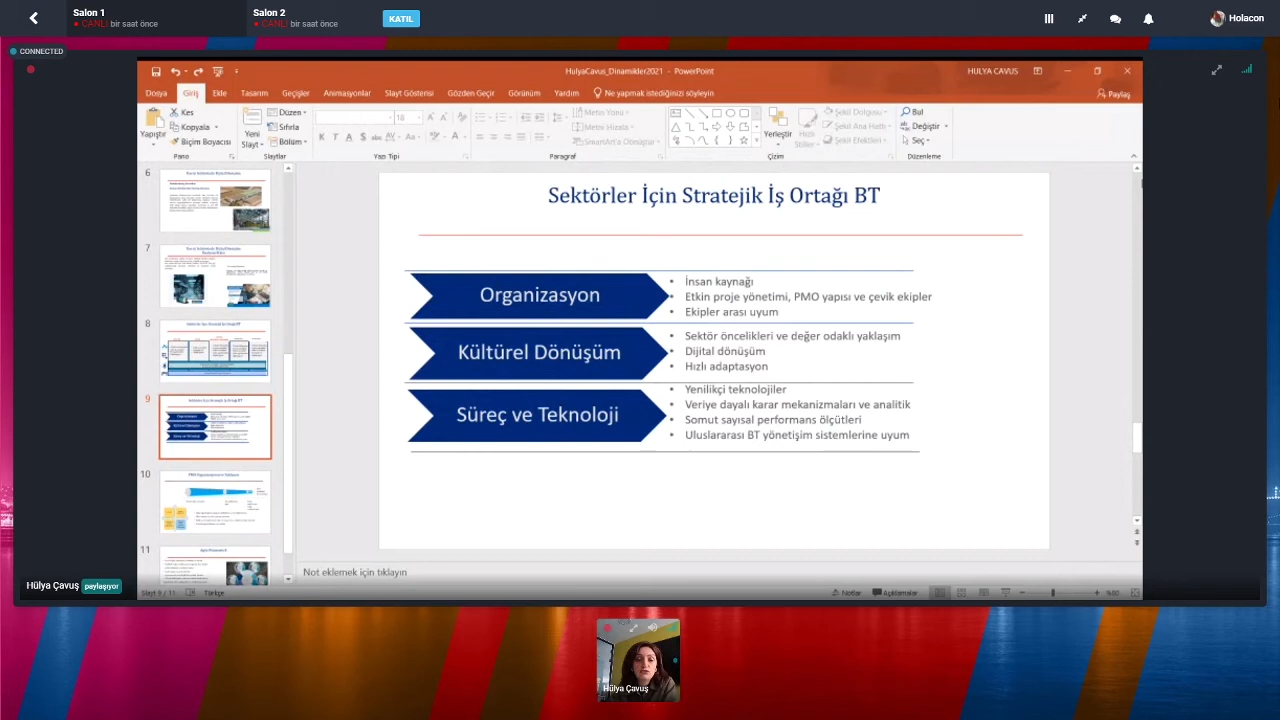 Salon 1
CANLI bir saat önce
Salon 2
CANLI bir saat önce
KATIL
Holacon
CONNECTED
HulyaCavus_Dinamikler2021 - PowerPoint
HULYA CAVUS
Dosya Giriş Ekle Tasarım Geçişler Animasyonlar Slayt Gösterisi Gözden Geçir Görünüm Yardım Ne yapmak istediğinizi söyleyin
Paylaş
Yapıştır
Kes
Kopyala
Biçim Boyacısı
Pano
Yeni
Slayt
Düzen
Sıfırla
Bölüm
Slaytlar
18
Yazı Tipi
Metin Yönü
Metni Hizala
SmartArt'a Dönüştür
Paragraf
Yerleştir
Hızlı
Stiller
Şekil Dolgusu
Şekil Ana Hattı
Şekil Efektleri
Çizim
Bul
Değiştir
Seç
Düzenleme
6
7
8
9
10
11
Sektörler İçin Stratejik İş Ortağı BT
Organizasyon
• İnsan kaynağı
• Etkin proje yönetimi, PMO yapısı ve çevik ekipler
• Ekipler arası uyum
Kültürel Dönüşüm
• Sektör öncelikleri ve değer odaklı yaklaşım
• Dijital dönüşüm
• Hızlı adaptasyon
Süreç ve Teknoloji
• Yenilikçi teknolojiler
• Veriye dayalı karar mekanizmaları ve analitik
• Somut sayısal performans ölçütleri
• Uluslararası BT yönetişim sistemlerine uyum
Not eklemek için tıklayın
Hülya Çavuş paylaşıyor
Slayt 9 / 11 Türkçe
Notlar Açıklamalar
%60
Hülya Çavuş